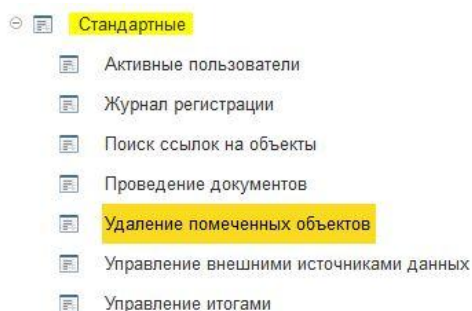 Стандартные
Активные пользователи
Журнал регистрации
Поиск ссылок на объекты
Проведение документов
Удаление помеченных объектов
Управление внешними источниками данных
Управление итогами